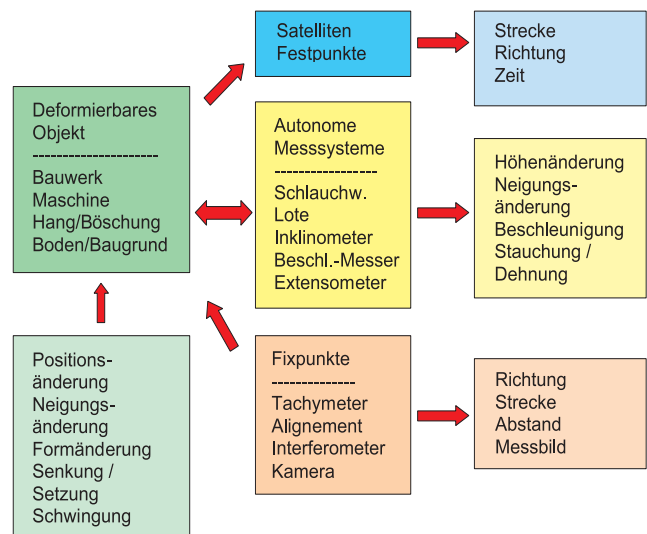 Satelliten
Festpunkte
Strecke
Richtung
Zeit
Deformierbares
Objekt
---------------------
Bauwerk
Maschine
Hang/Böschung
Boden/Baugrund
Autonome
Messsysteme
-----------------
Schlauchw.
Lote
Inklinometer
Beschl.-Messer
Extensometer
Höhenänderung
Neigungs-
änderung
Beschleunigung
Stauchung /
Dehnung
Positions-
änderung
Neigungs-
änderung
Formänderung
Senkung /
Setzung
Schwingung
Fixpunkte
--------------
Tachymeter
Alignement
Interferometer
Kamera
Richtung
Strecke
Abstand
Messbild